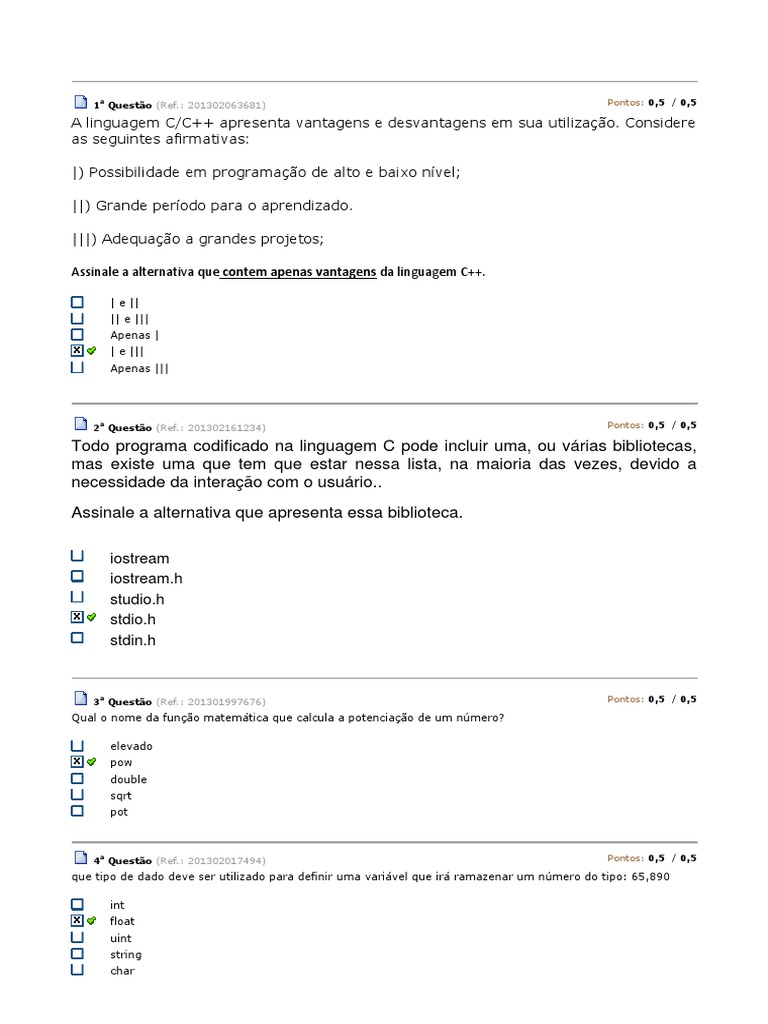 1ª Questão (Ref.: 201302063681) Pontos: 0,5 / 0,5
A linguagem C/C++ apresenta vantagens e desvantagens em sua utilização. Considere
as seguintes afirmativas:
|) Possibilidade em programação de alto e baixo nível;
||) Grande período para o aprendizado.
|||) Adequação a grandes projetos;
Assinale a alternativa que contem apenas vantagens da linguagem C++.
| e ||
|| e |||
Apenas |
| e |||
Apenas |||
2ª Questão (Ref.: 201302161234) Pontos: 0,5 / 0,5
Todo programa codificado na linguagem C pode incluir uma, ou várias bibliotecas,
mas existe uma que tem que estar nessa lista, na maioria das vezes, devido o
necessidade da interação com o usuário..
Assinale a alternativa que apresenta essa biblioteca.
iostream
iostream.h
studio.h
stdio.h
stdin.h
3ª Questão (Ref.: 201301997676) Pontos: 0,5 / 0,5
Qual o nome da função matemática que calcula a potenciação de um número?
elevado
pow
double
sqrt
pot
4ª Questão (Ref.: 201302017494) Pontos: 0,5 / 0,5
que tipo de dado deve ser utilizado para definir uma variável que irá ramazenar um número do tipo: 65,890
int
float
uint
string
char